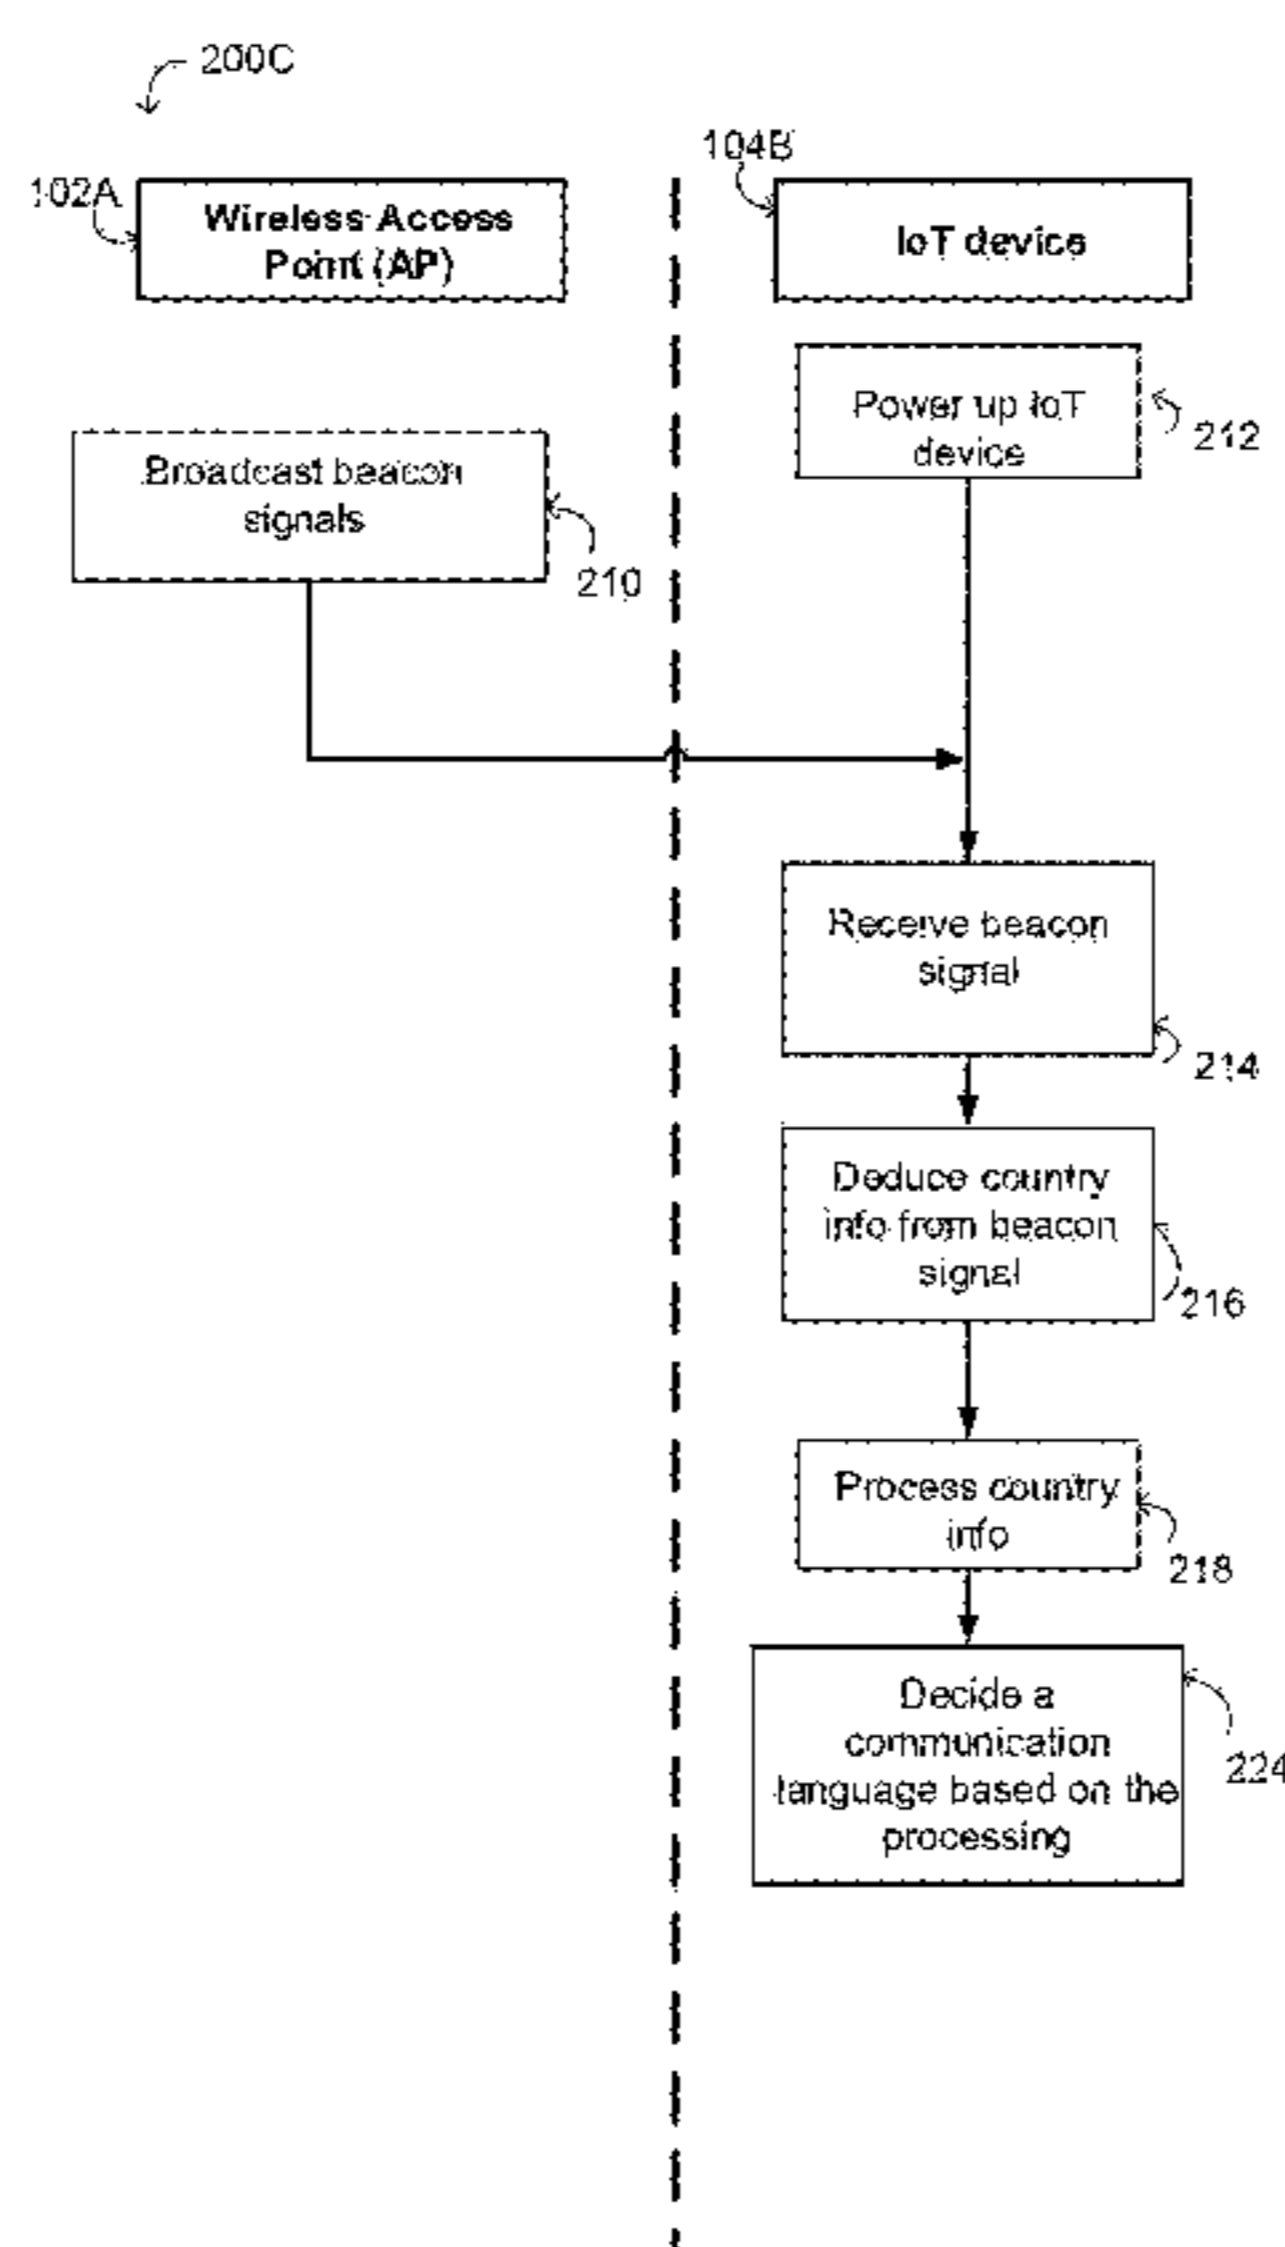 200C
102A
Wireless Access
Point (AP)
104B
IoT device
Power up IoT
device
212
Broadcast beacon
signals
210
Receive beacon
signal
214
Deduce country
info from beacon
signal
216
Process country
info
218
Decide a
communication
language based on the
processing
224